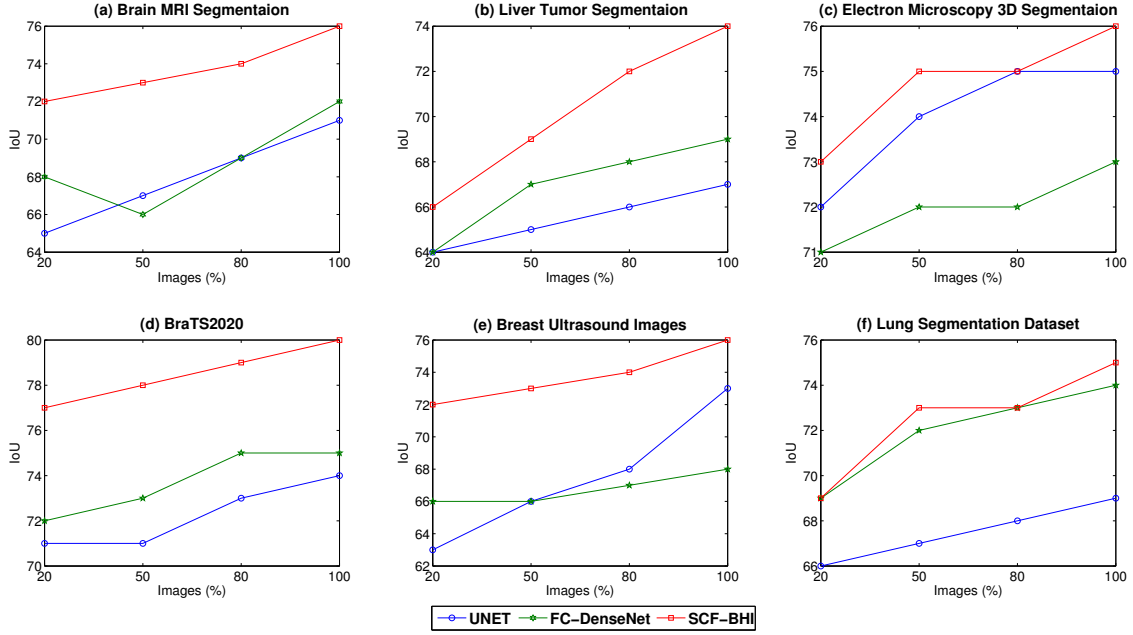 (a) Brain MRI Segmentaion
76
74
72
70
68
66
64
IoU
20 50 80 100
Images (%)
(b) Liver Tumor Segmentaion
74
72
70
68
66
64
IoU
20 50 80 100
Images (%)
(c) Electron Microscopy 3D Segmentaion
76
75
74
73
72
71
IoU
20 50 80 100
Images (%)
(d) BraTS2020
80
78
76
74
72
70
IoU
20 50 80 100
Images (%)
(e) Breast Ultrasound Images
76
74
72
70
68
66
64
62
IoU
20 50 80 100
Images (%)
(f) Lung Segmentation Dataset
76
74
72
70
68
66
IoU
20 50 80 100
Images (%)
UNET FC-DenseNet SCF-BHI